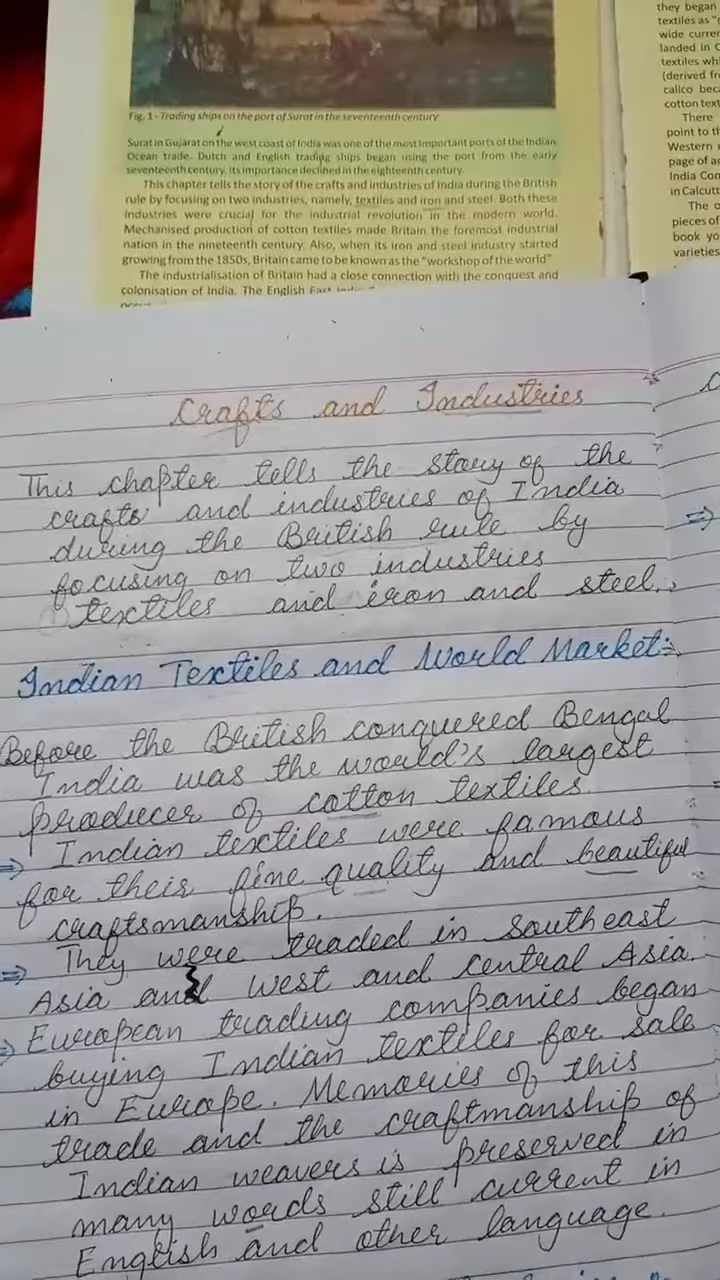 Fig. 1 - Trading ships on the port of Surat in the seventeenth century
Surat in Gujarat on the west coast of India was one of the most important ports of the Indian
Ocean trade. Dutch and English trading ships began using the port from the early
seventeenth century. Its importance declined in the eighteenth century.
This chapter tells the story of the crafts and industries of India during the British
rule by focusing on two industries, namely, textiles and iron and steel. Both these
industries were crucial for the industrial revolution in the modern world.
Mechanised production of cotton textiles made Britain the foremost industrial
nation in the nineteenth century. Also, when its iron and steel industry started
growing from the 1850s, Britain came to be known as the "workshop of the world"
The industrialisation of Britain had a close connection with the conquest and
colonisation of India. The English East
they began
textiles as
wide curren
landed in
textiles wh
(derived fr
calico bec
cotton text
There
point to th
Western
page of a
India Com
in Calcutt
The
pieces of
book yo
varieties
Crafts and Industries
This chapter tells the story of the
crafts and industries of India
during the British rule by
focusing on two industries
textiles and iron and steel.
Indian Textiles and World Market:-
Before the British conquered Bengal
India was the world's largest
producer of cotton textiles.
⇒ Indian textiles were famous
for their fine quality and beautiful
craftsmanship.
⇒ They were traded in Southeast
Asia and west and central Asia.
⇒ European trading companies began
buying Indian textiles for sale
in Europe. Memories of this
trade and the craftmanship of
Indian weavers is preserved in
many words still current in
English and other language.